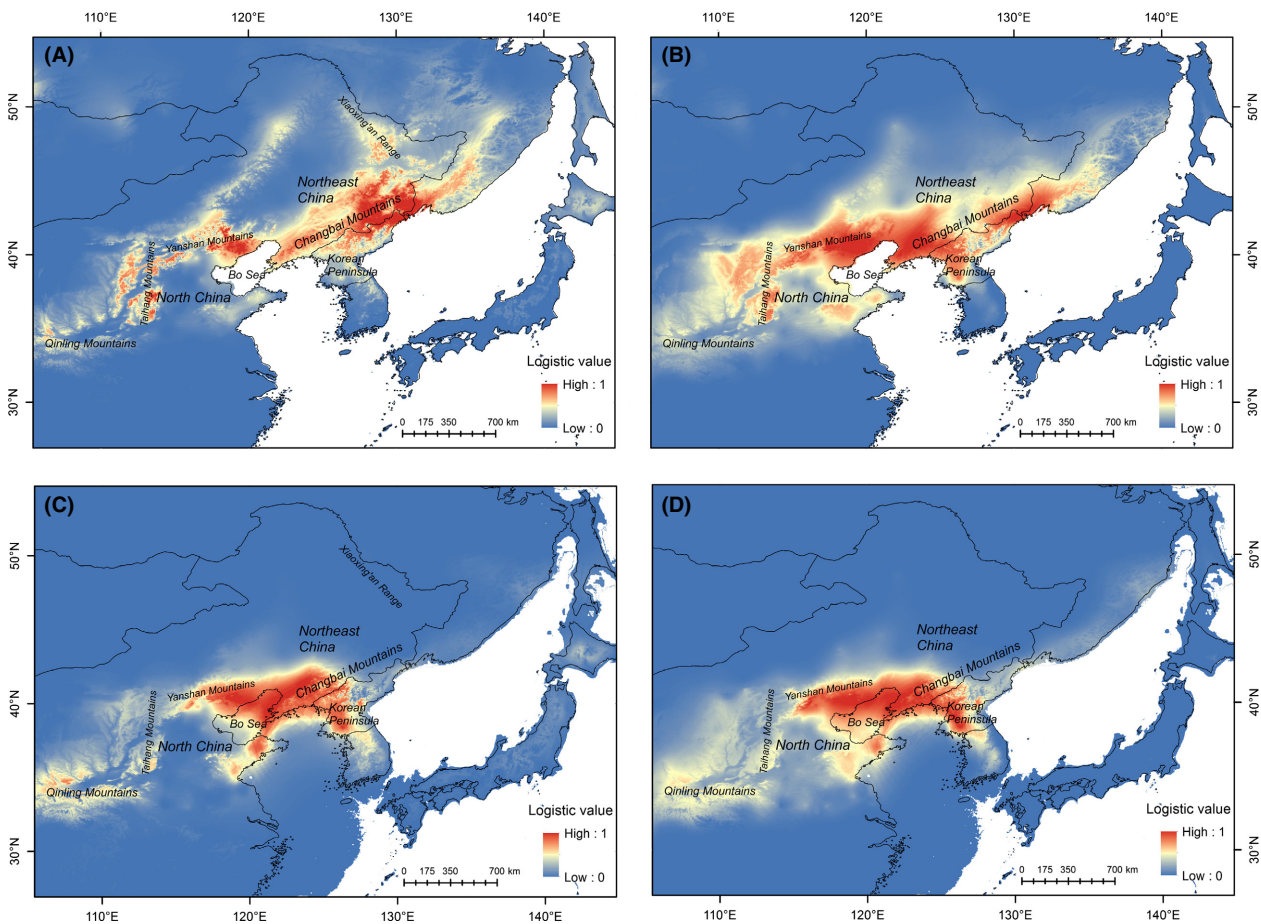 110°E 120°E 130°E 140°E 110°E 120°E 130°E 140°E
(A)
50°N
40°N
30°N
Xiaoxing'an Range
Northeast
China
Changbai Mountains
Yanshan Mountains
Bo Sea
Korean
Peninsula
Taihang Mountains
North China
Qinling Mountains
Logistic value
High : 1
Low : 0
0 175 350 700 km
(B)
50°N
40°N
30°N
Northeast
China
Changbai Mountains
Yanshan Mountains
Bo Sea
Korean
Peninsula
Taihang Mountains
North China
Qinling Mountains
Logistic value
High : 1
Low : 0
0 175 350 700 km
(C)
50°N
40°N
30°N
Xiaoxing'an Range
Northeast
China
Changbai Mountains
Yanshan Mountains
Bo Sea
Korean
Peninsula
Taihang Mountains
North China
Qinling Mountains
Logistic value
High : 1
Low : 0
0 175 350 700 km
(D)
50°N
40°N
30°N
Northeast
China
Changbai Mountains
Yanshan Mountains
Bo Sea
Korean
Peninsula
Taihang Mountains
North China
Qinling Mountains
Logistic value
High : 1
Low : 0
0 175 350 700 km
110°E 120°E 130°E 140°E 110°E 120°E 130°E 140°E